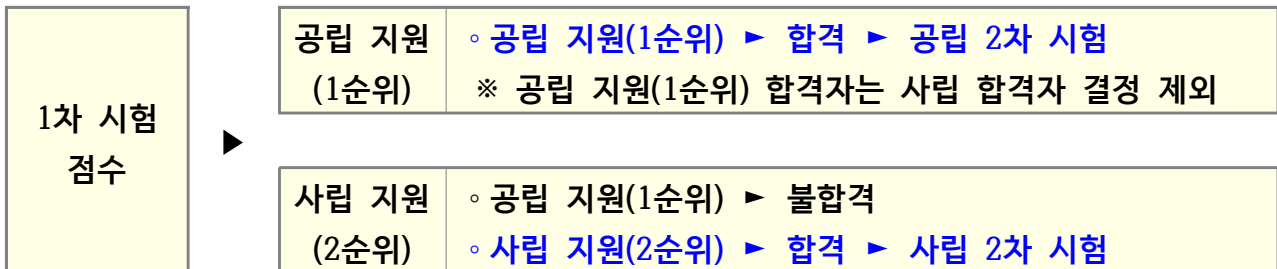 1차 시험
점수
▶
공립 지원
(1순위)
◦공립 지원(1순위) ► 합격 ► 공립 2차 시험
※ 공립 지원(1순위) 합격자는 사립 합격자 결정 제외
사립 지원
(2순위)
◦공립 지원(1순위) ► 불합격
◦사립 지원(2순위) ► 합격 ► 사립 2차 시험